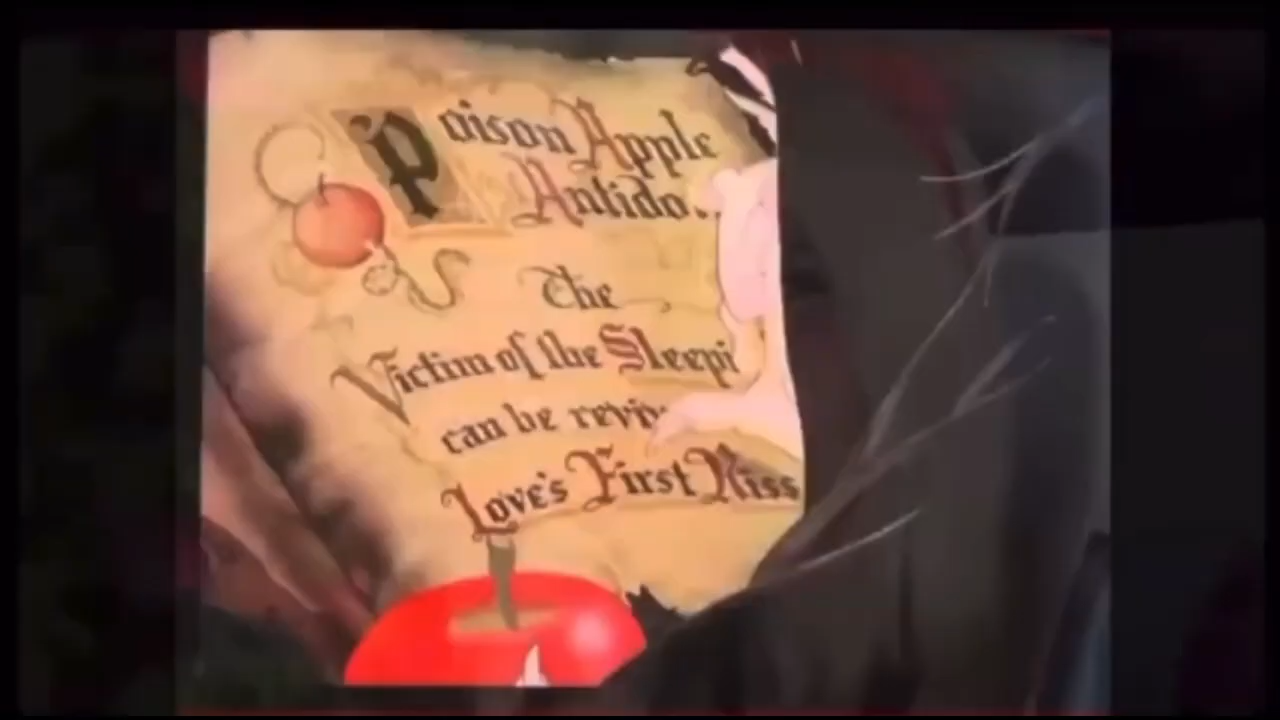 Poison Apple
Antido
The
Victim of the Sleepi
can be reviv
Love's First Kiss